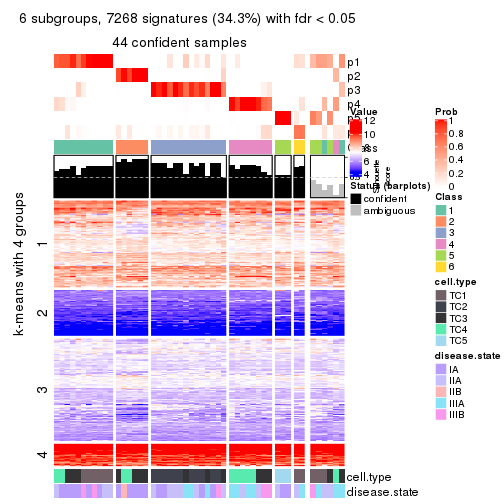 6 subgroups, 7268 signatures (34.3%) with fdr < 0.05
44 confident samples
p1
p2
p3
p4
p5
Value
12
10
8
6
4
Status (barplots)
confident
ambiguous
Prob
1
0.8
0.6
0.4
0.2
0
Class
1
2
3
4
5
6
cell.type
TC1
TC2
TC3
TC4
TC5
disease.state
IA
IIA
IIB
IIIA
IIIB
k-means with 4 groups
1
2
3
4
cell.type
disease.state